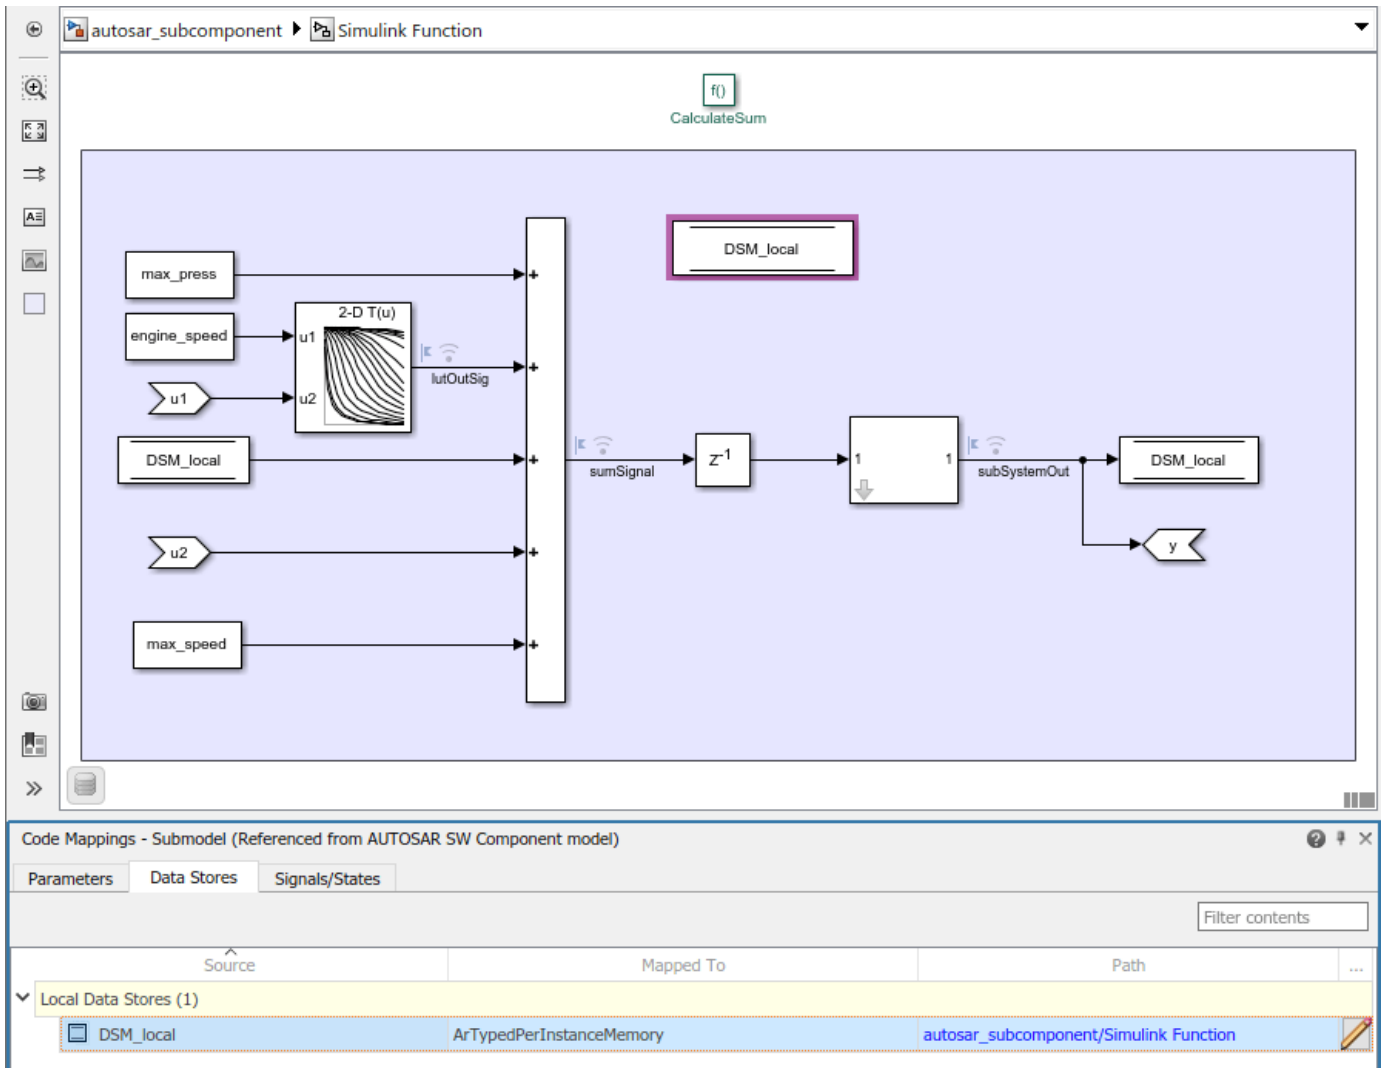 autosar_subcomponent Simulink Function
f()
CalculateSum
DSM_local
max_press
+
2-D T(u)
engine_speed
u1
u1
u2
lutOutSig
+
DSM_local
+
sumSignal
Z-1
1
1
subSystemOut
DSM_local
u2
+
y
max_speed
+
Code Mappings - Submodel (Referenced from AUTOSAR SW Component model)
Parameters Data Stores Signals/States
Filter contents
Source Mapped To Path ...
Local Data Stores (1)
DSM_local ArTypedPerInstanceMemory autosar_subcomponent/Simulink Function